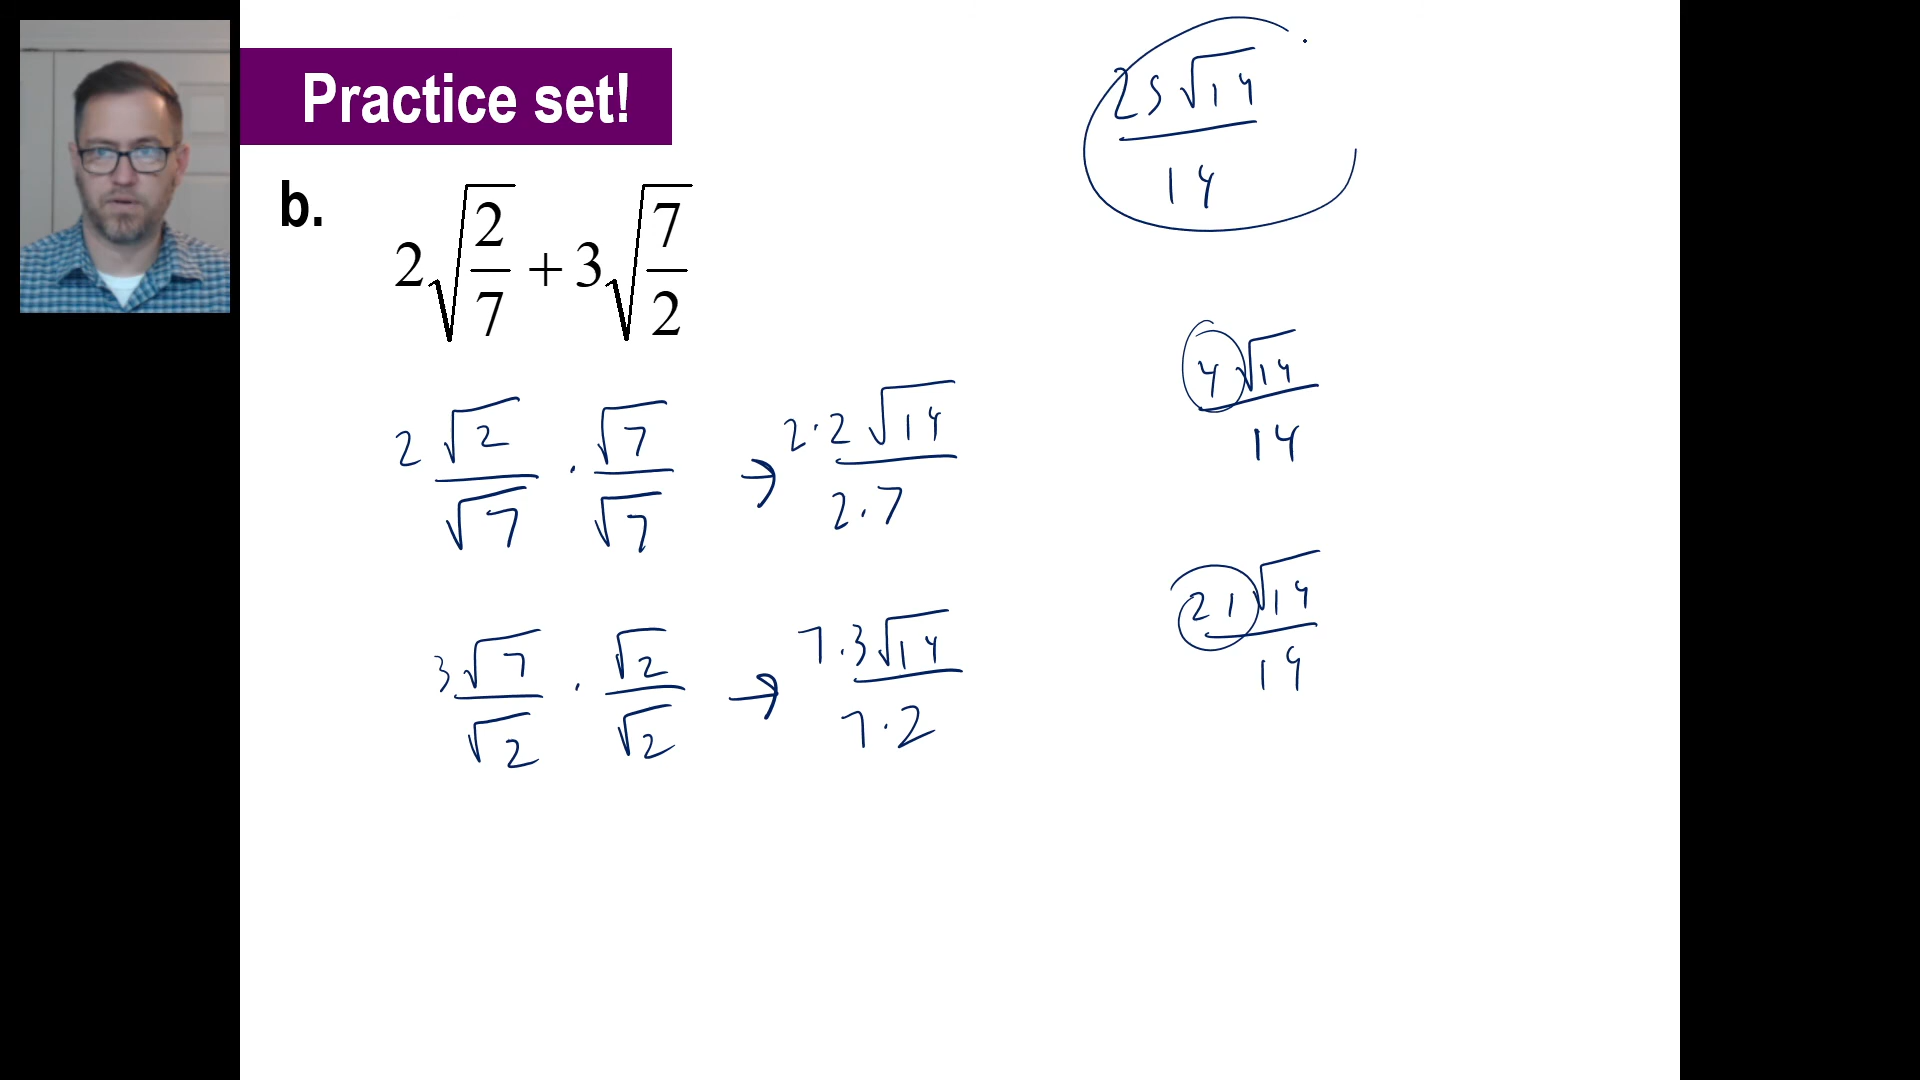 Practice set!
b. 2√(2/7) + 3√(7/2)
2 √2/√7 · √7/√7 → 2·2√14/2·7
3√7/√2 · √2/√2 → 7·3√14/7·2
25√14/14
4√14/14
21√14/14